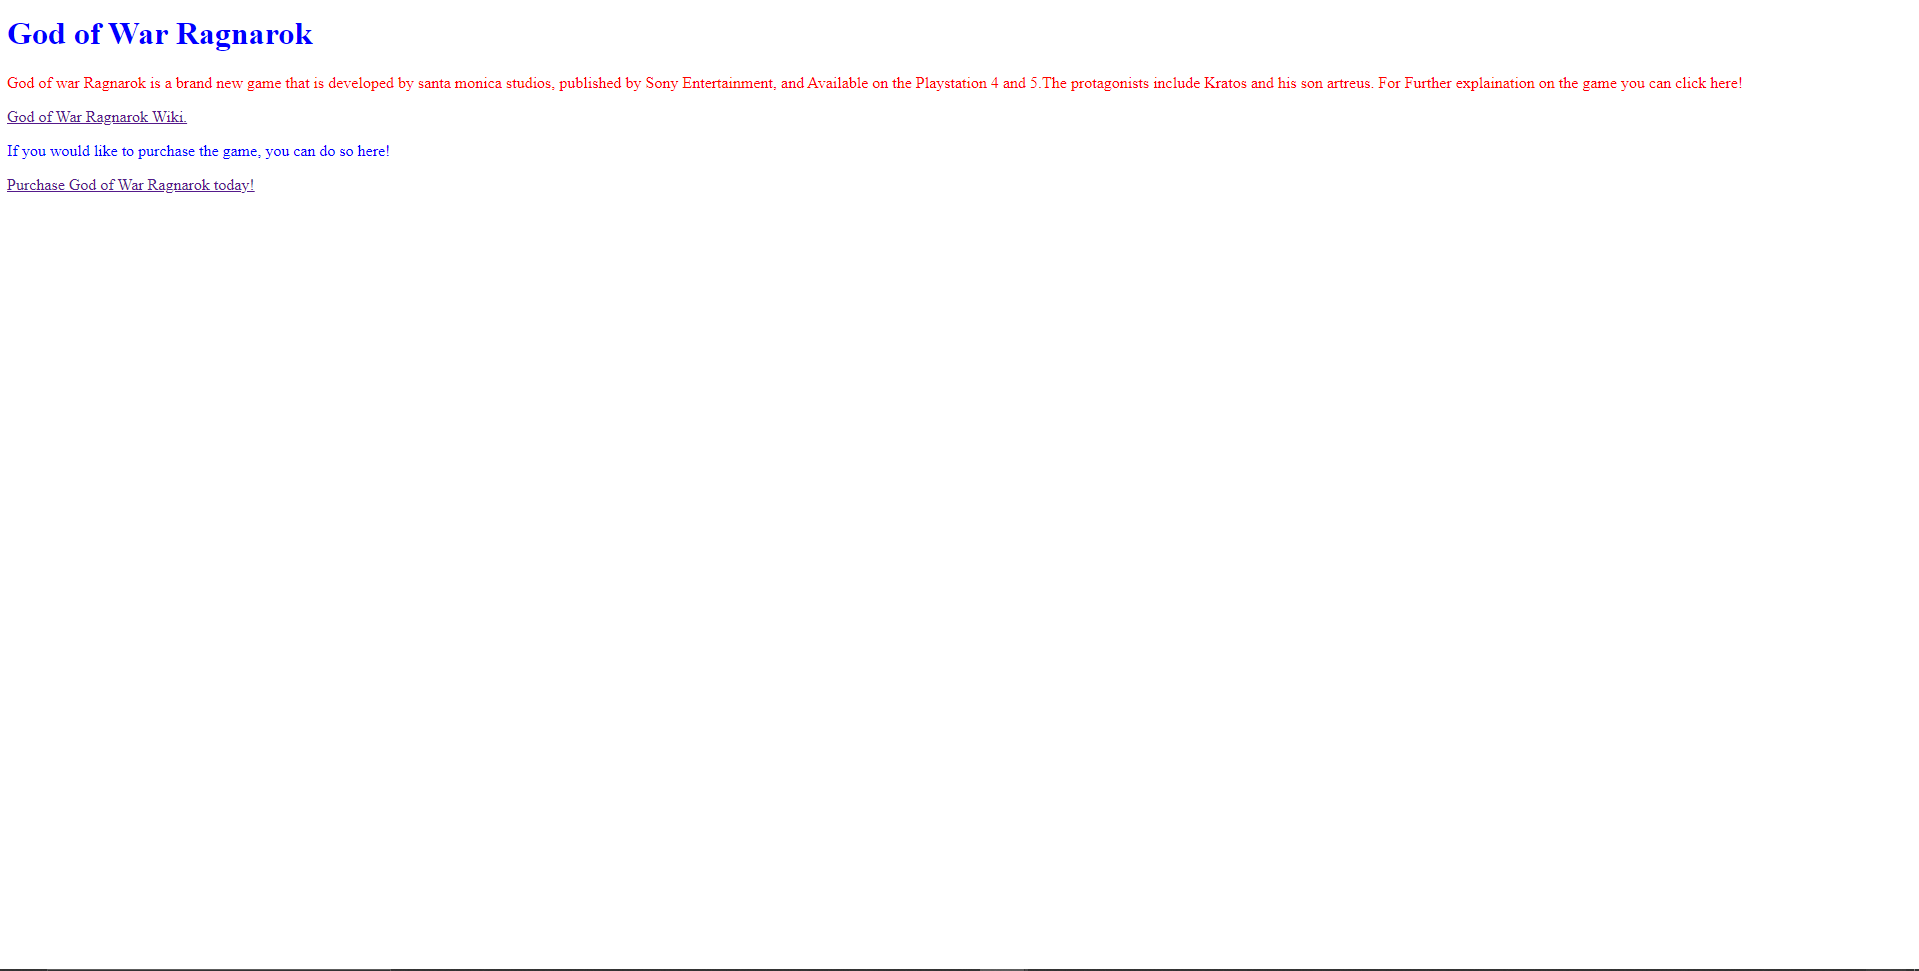 God of War Ragnarok
God of war Ragnarok is a brand new game that is developed by santa monica studios, published by Sony Entertainment, and Available on the Playstation 4 and 5.The protagonists include Kratos and his son artreus. For Further explaination on the game you can click here!
God of War Ragnarok Wiki.
If you would like to purchase the game, you can do so here!
Purchase God of War Ragnarok today!